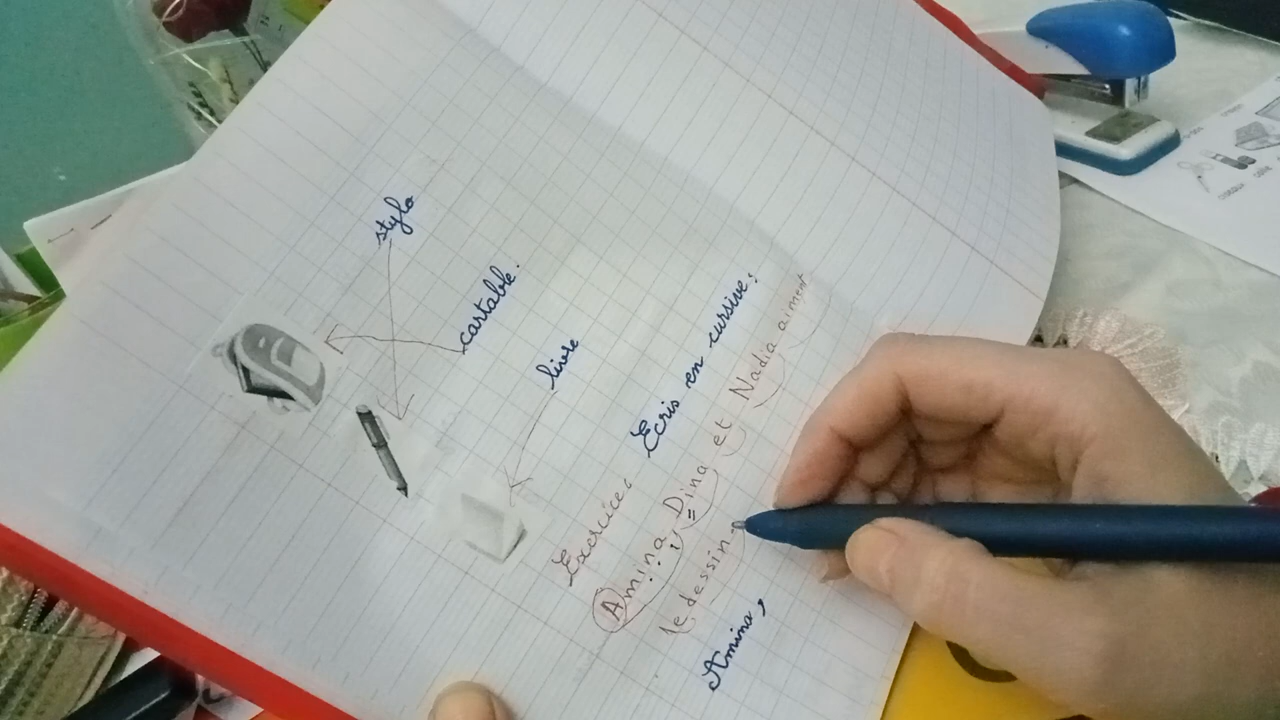 stylo
cartable.
livre
Exercice:
Ecris en cursive:
Amina, Dina et Nadia aiment
le dessin.
Amina,